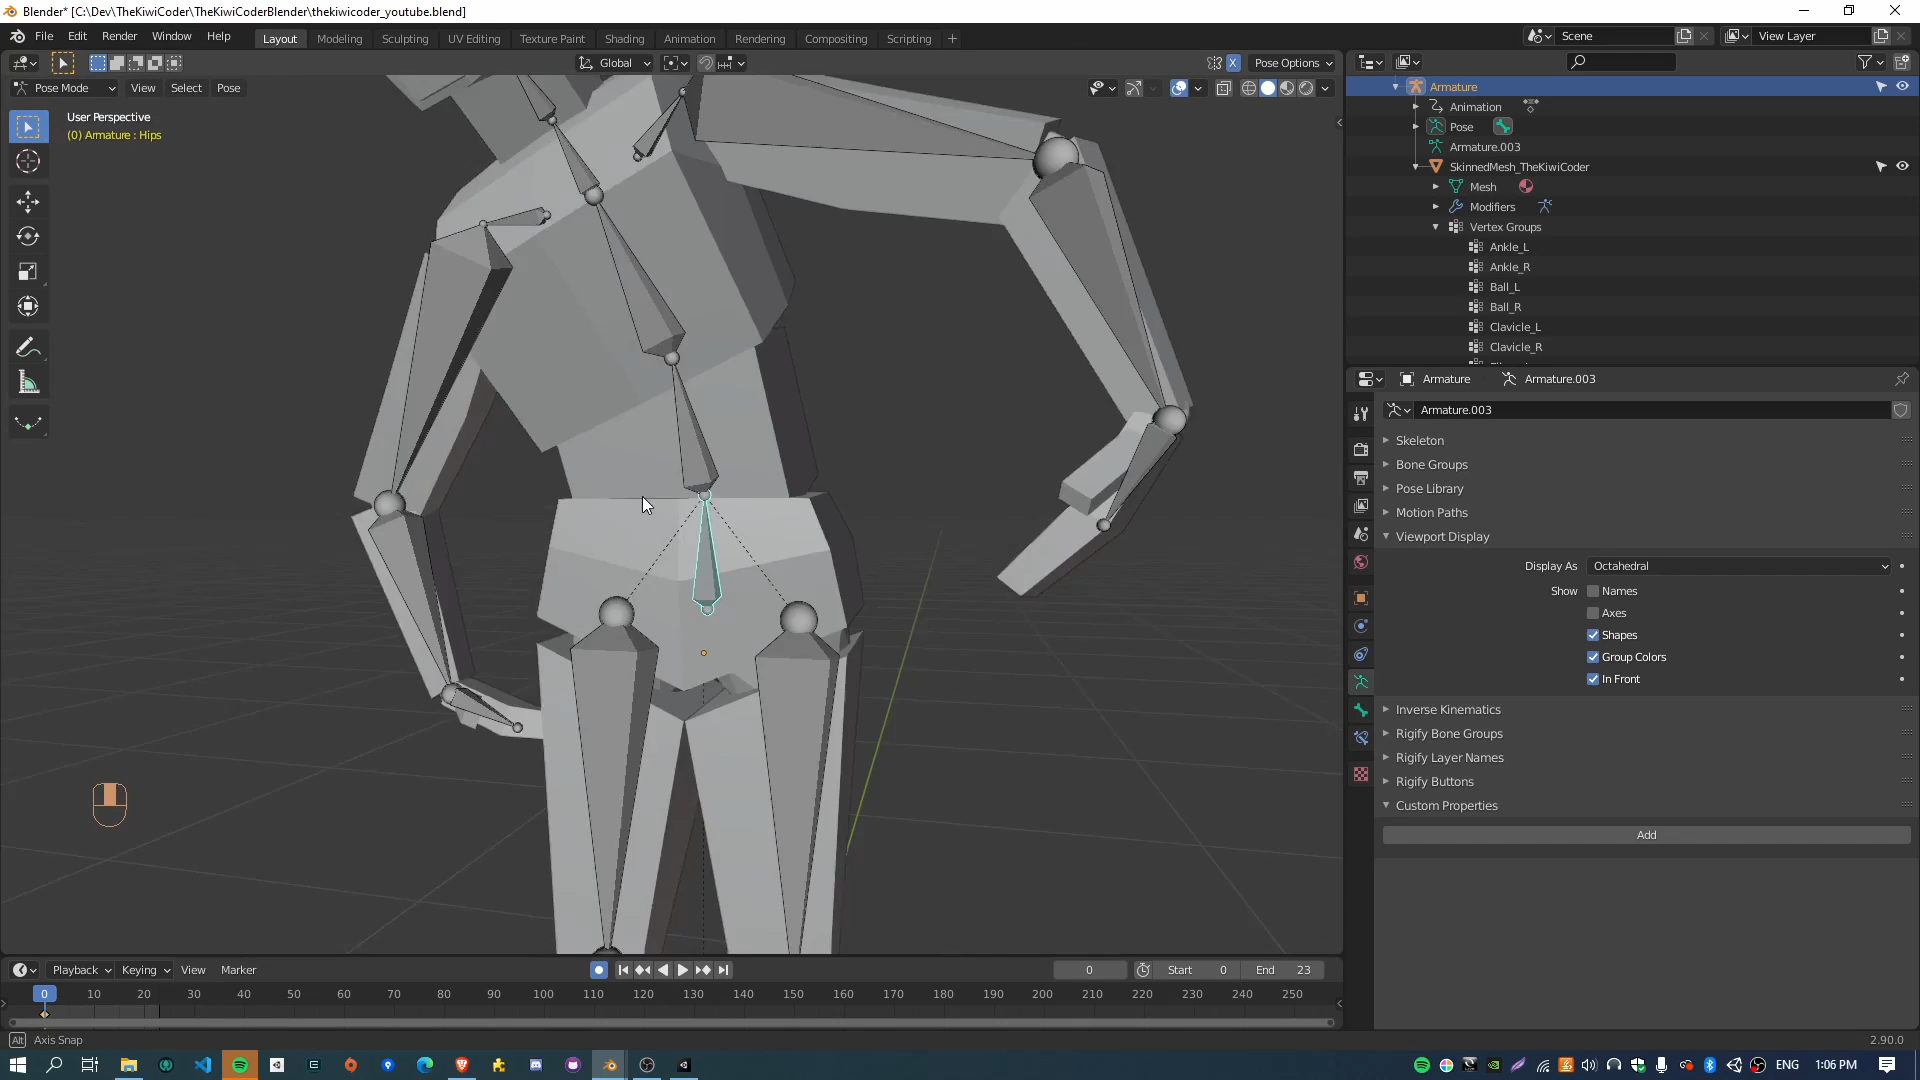 Blender* [C:\Dev\TheKiwiCoder\TheKiwiCoderBlender\thekiwicoder_youtube.blend]
File Edit Render Window Help Layout Modeling Sculpting UV Editing Texture Paint Shading Animation Rendering Compositing Scripting + Scene View Layer
Global X Pose Options
Pose Mode View Select Pose
User Perspective
(0) Armature : Hips
Armature
Animation
Pose
Armature.003
SkinnedMesh_TheKiwiCoder
Mesh
Modifiers
Vertex Groups
Ankle_L
Ankle_R
Ball_L
Ball_R
Clavicle_L
Clavicle_R
Armature Armature.003
Armature.003
Skeleton
Bone Groups
Pose Library
Motion Paths
Viewport Display
Display As Octahedral
Show Names
Axes
Shapes
Group Colors
In Front
Inverse Kinematics
Rigify Bone Groups
Rigify Layer Names
Rigify Buttons
Custom Properties
Add
Playback Keying View Marker 0 Start 0 End 23
0 10 20 30 40 50 60 70 80 90 100 110 120 130 140 150 160 170 180 190 200 210 220 230 240 250
Alt Axis Snap 2.90.0
ENG 1:06 PM